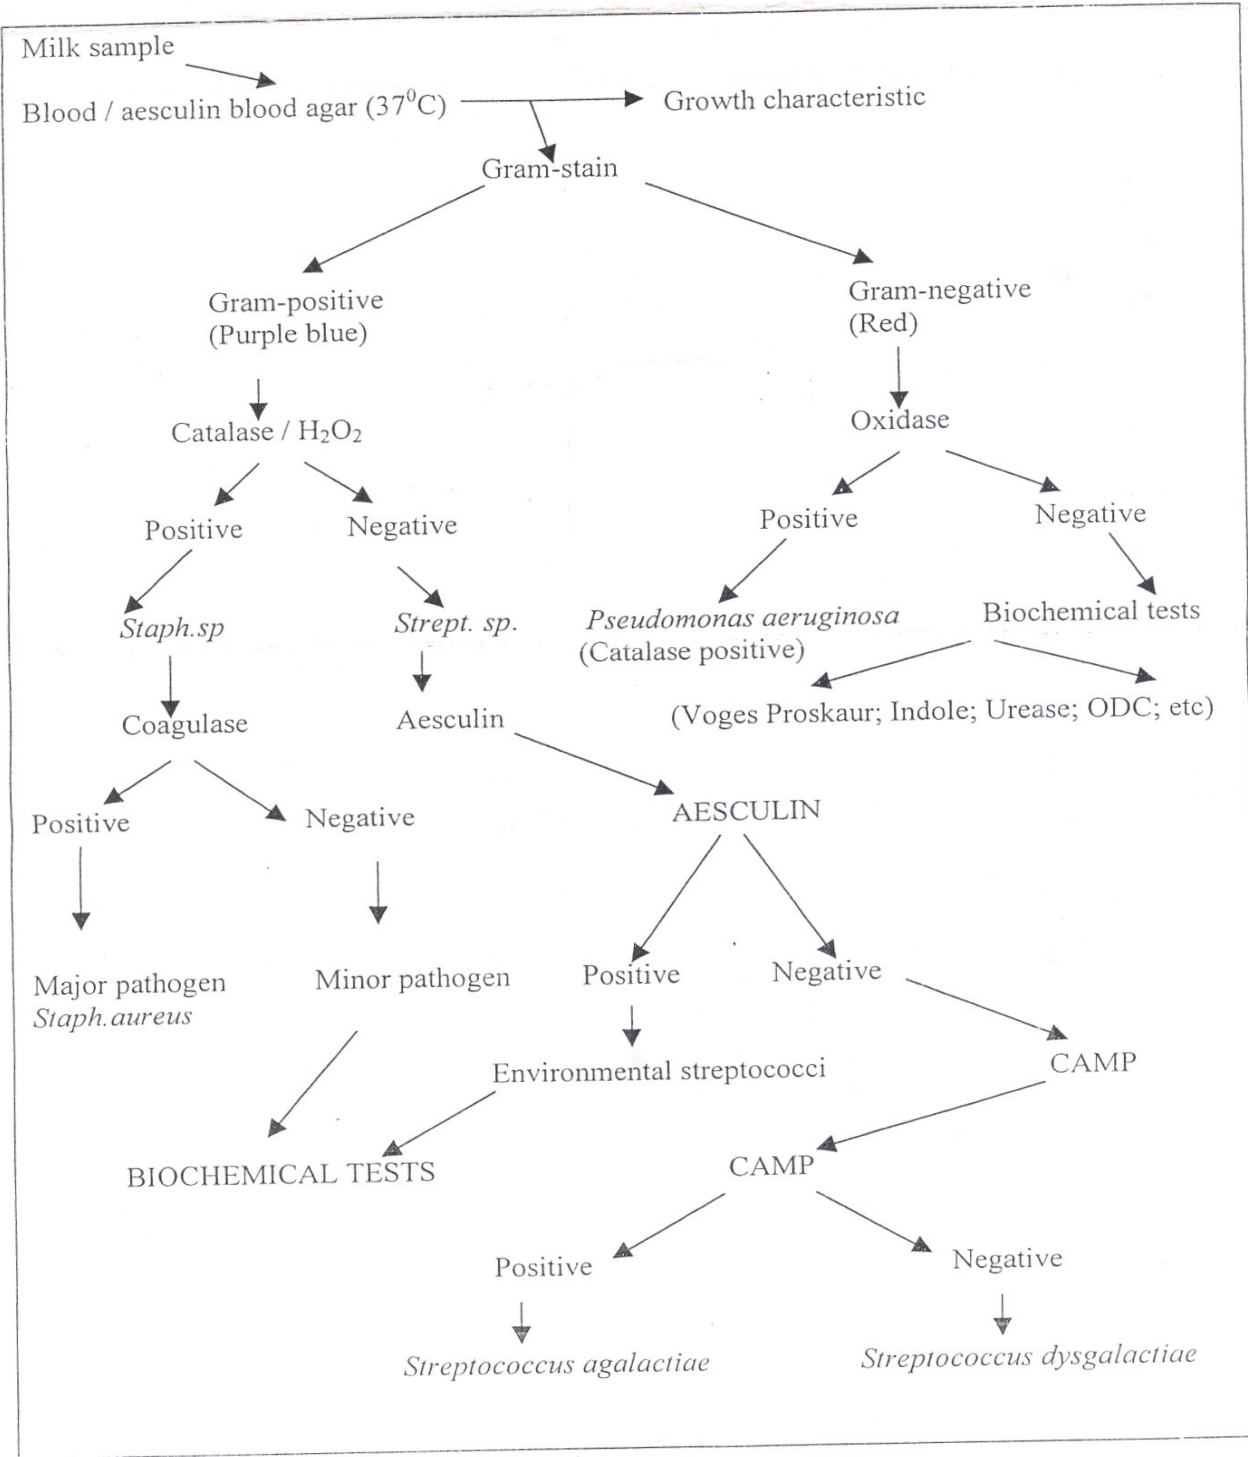 Milk sample
Blood / aesculin blood agar (37⁰C)
Growth characteristic
Gram-stain
Gram-positive
(Purple blue)
Gram-negative
(Red)
Catalase / H₂O₂
Oxidase
Positive
Negative
Positive
Negative
Staph.sp
Strept. sp.
Pseudomonas aeruginosa
(Catalase positive)
Biochemical tests
Coagulase
Aesculin
(Voges Proskaur; Indole; Urease; ODC; etc)
Positive
Negative
AESCULIN
Major pathogen
Staph.aureus
Minor pathogen
Positive
Negative
Environmental streptococci
CAMP
BIOCHEMICAL TESTS
CAMP
Positive
Negative
Streptococcus agalactiae
Streptococcus dysgalactiae